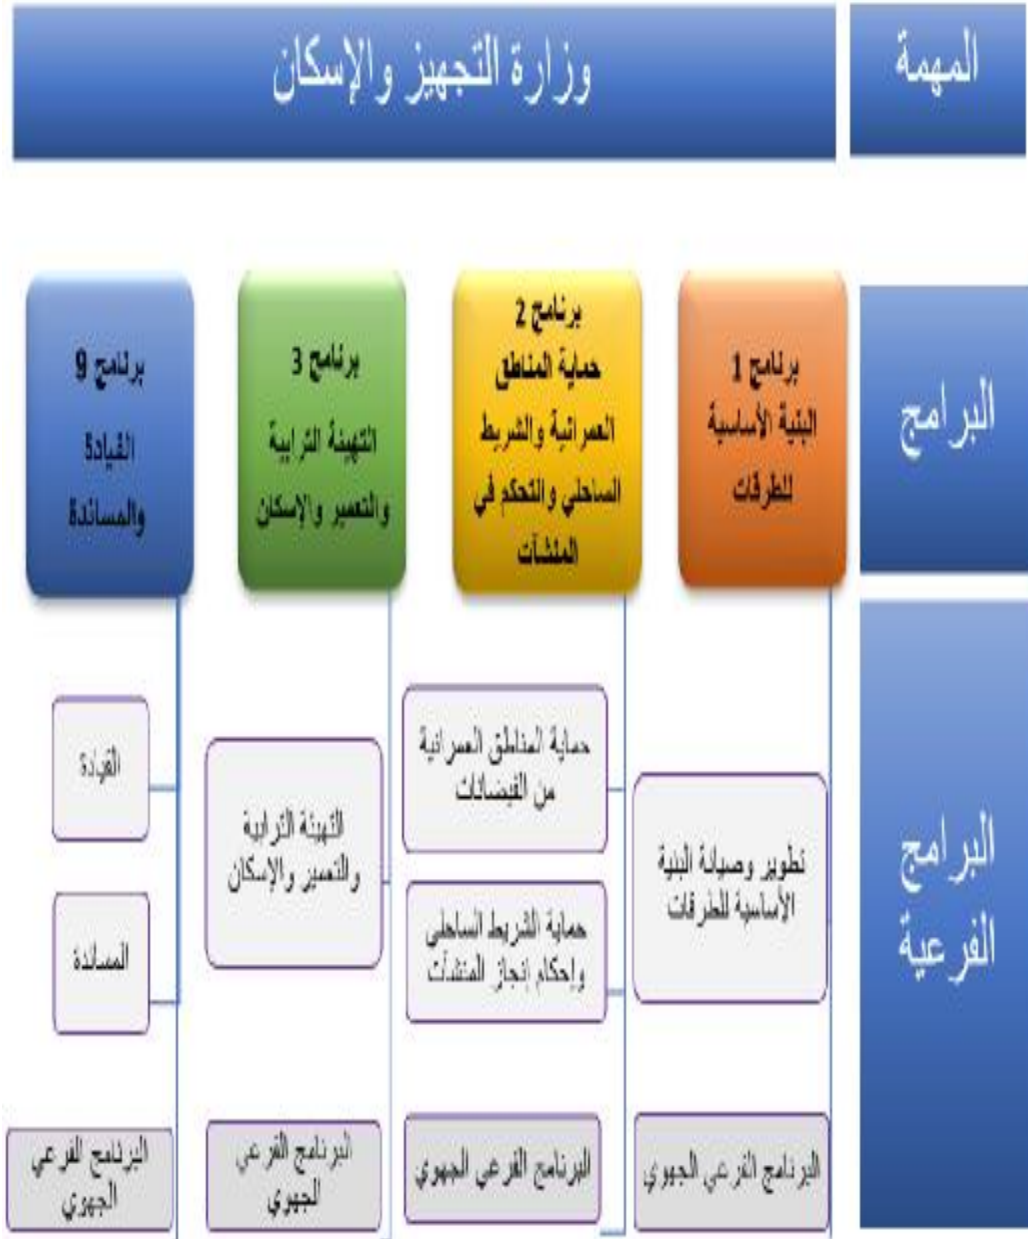 المهمة
وزارة التجهيز والإسكان
البرامج
برنامج 1
البنية الأساسية
للطرقات
برنامج 2
حماية المناطق
العمرانية والشريط
الساحلي والتحكم في
المنشآت
برنامج 3
التهيئة الترابية
والتعمير والإسكان
برنامج 9
القيادة
والمساندة
البرامج
الفرعية
تطوير وصيانة البنية
الأساسية للطرقات
البرنامج الفرعي الجهوي
حماية المناطق العمرانية
من الفيضانات
حماية الشريط الساحلي
وإحكام إنجاز المنشآت
البرنامج الفرعي الجهوي
التهيئة الترابية
والتعمير والإسكان
البرنامج الفرعي
الجهوي
القيادة
المساندة
البرنامج الفرعي
الجهوي